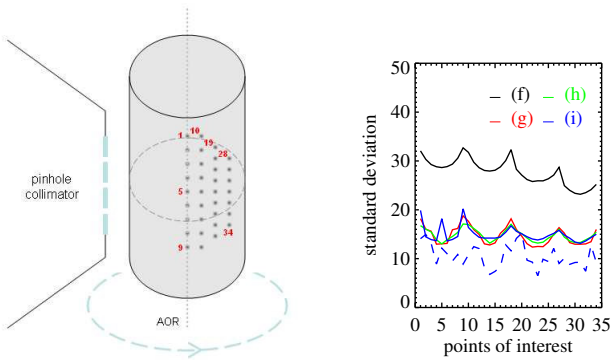 1
10
19
28
5
34
9
pinhole
collimator
AOR
standard deviation
50
40
30
20
10
0
(f) (h)
(g) (i)
0 5 10 15 20 25 30 35
points of interest